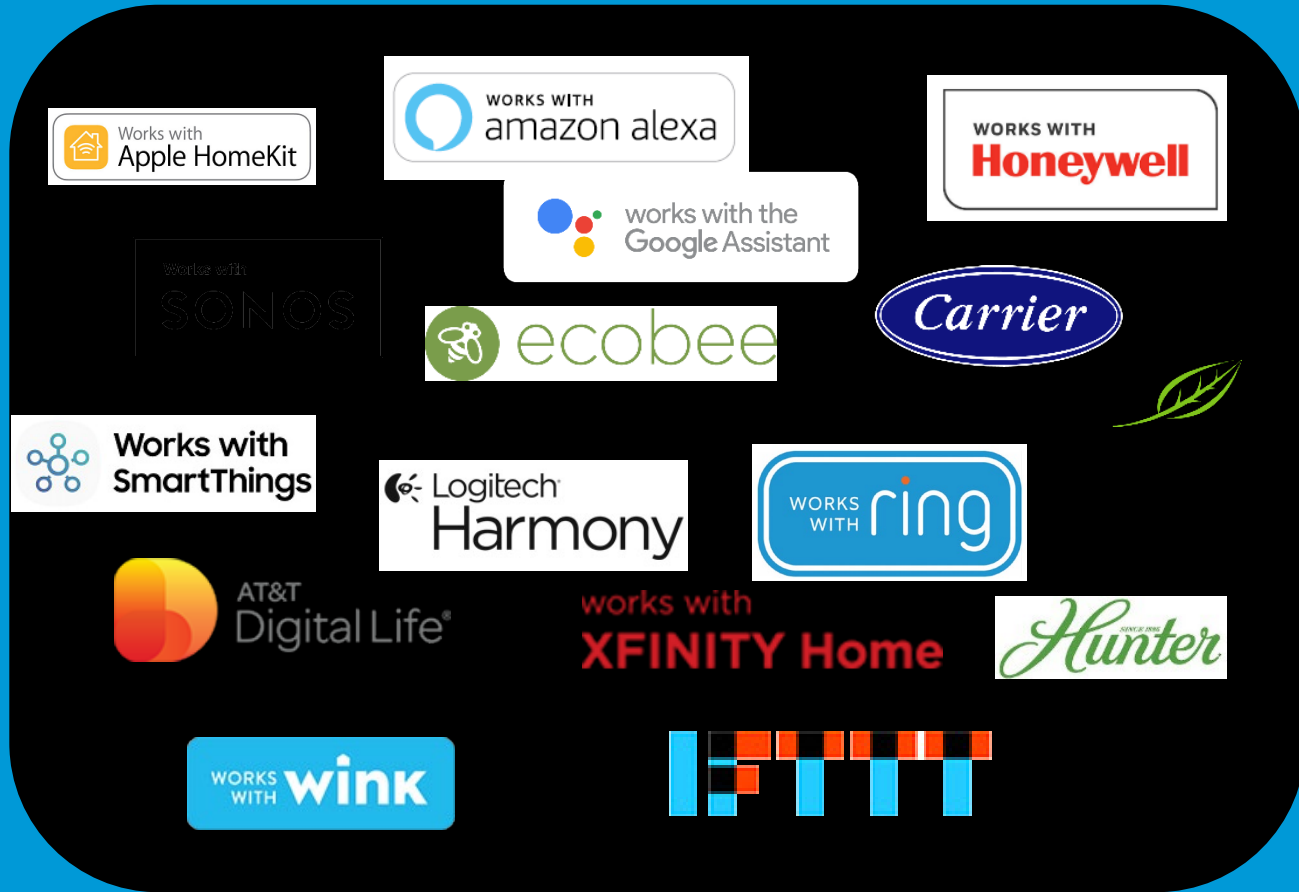 Works with
Apple HomeKit
WORKS WITH
amazon alexa
WORKS WITH
Honeywell
works with the
Google Assistant
Works with
SONOS
ecobee
Carrier
Works with
SmartThings
Logitech
Harmony
WORKS
WITH
ring
AT&T
Digital Life®
works with
XFINITY Home
SINCE 1886
Hunter
WORKS
WITH
wink
IFTTT